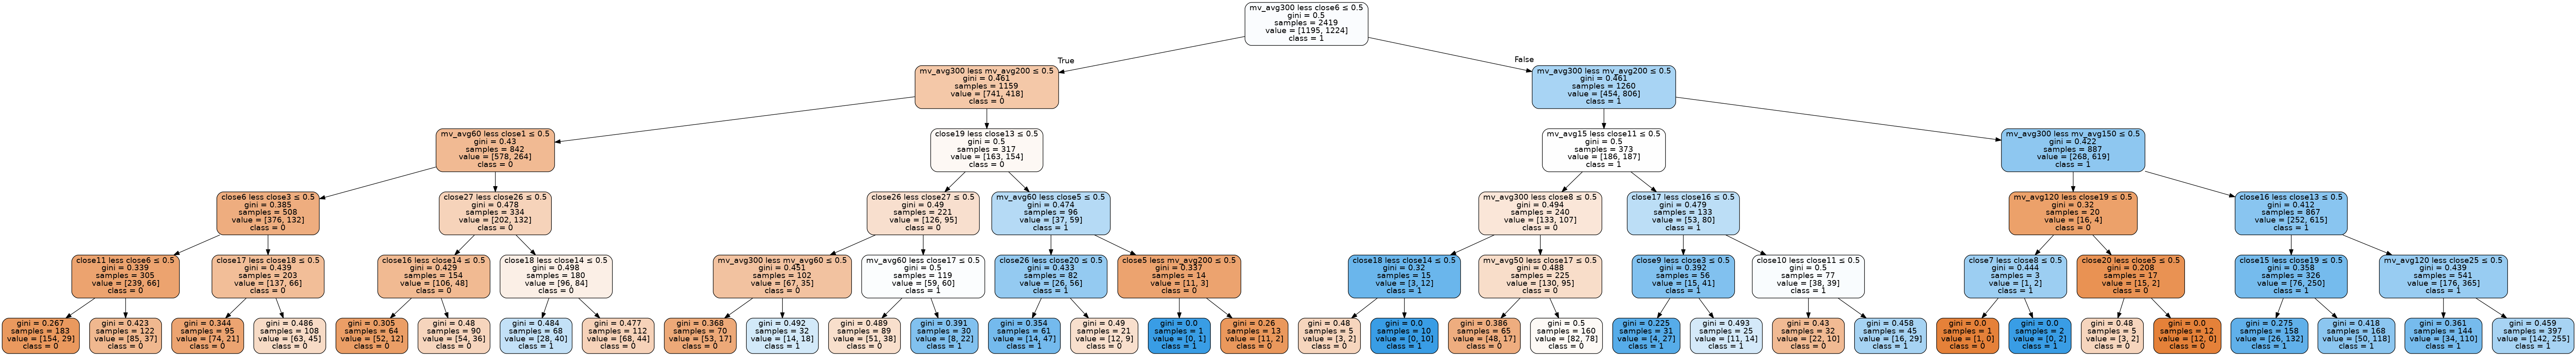 mv_avg300 less close6 ≤ 0.5
gini = 0.5
samples = 2419
value = [1195, 1224]
class = 1
True
False
mv_avg300 less mv_avg200 ≤ 0.5
gini = 0.461
samples = 1159
value = [741, 418]
class = 0
mv_avg300 less mv_avg200 ≤ 0.5
gini = 0.461
samples = 1260
value = [454, 806]
class = 1
mv_avg60 less close1 ≤ 0.5
gini = 0.43
samples = 842
value = [578, 264]
class = 0
close19 less close13 ≤ 0.5
gini = 0.5
samples = 317
value = [163, 154]
class = 0
mv_avg15 less close11 ≤ 0.5
gini = 0.5
samples = 373
value = [186, 187]
class = 1
mv_avg300 less mv_avg150 ≤ 0.5
gini = 0.422
samples = 887
value = [268, 619]
class = 1
close6 less close3 ≤ 0.5
gini = 0.385
samples = 508
value = [376, 132]
class = 0
close27 less close26 ≤ 0.5
gini = 0.478
samples = 334
value = [202, 132]
class = 0
close26 less close27 ≤ 0.5
gini = 0.49
samples = 221
value = [126, 95]
class = 0
mv_avg60 less close5 ≤ 0.5
gini = 0.474
samples = 96
value = [37, 59]
class = 1
mv_avg300 less close8 ≤ 0.5
gini = 0.494
samples = 240
value = [133, 107]
class = 0
close17 less close16 ≤ 0.5
gini = 0.479
samples = 133
value = [53, 80]
class = 1
mv_avg120 less close19 ≤ 0.5
gini = 0.32
samples = 20
value = [16, 4]
class = 0
close16 less close13 ≤ 0.5
gini = 0.412
samples = 867
value = [252, 615]
class = 1
close11 less close6 ≤ 0.5
gini = 0.339
samples = 305
value = [239, 66]
class = 0
close17 less close18 ≤ 0.5
gini = 0.439
samples = 203
value = [137, 66]
class = 0
close16 less close14 ≤ 0.5
gini = 0.429
samples = 154
value = [106, 48]
class = 0
close18 less close14 ≤ 0.5
gini = 0.498
samples = 180
value = [96, 84]
class = 0
mv_avg300 less mv_avg60 ≤ 0.5
gini = 0.451
samples = 102
value = [67, 35]
class = 0
mv_avg60 less close17 ≤ 0.5
gini = 0.5
samples = 119
value = [59, 60]
class = 1
close26 less close20 ≤ 0.5
gini = 0.433
samples = 82
value = [26, 56]
class = 1
close5 less mv_avg200 ≤ 0.5
gini = 0.337
samples = 14
value = [11, 3]
class = 0
close18 less close14 ≤ 0.5
gini = 0.32
samples = 15
value = [3, 12]
class = 1
mv_avg50 less close17 ≤ 0.5
gini = 0.488
samples = 225
value = [130, 95]
class = 0
close9 less close3 ≤ 0.5
gini = 0.392
samples = 56
value = [15, 41]
class = 1
close10 less close11 ≤ 0.5
gini = 0.5
samples = 77
value = [38, 39]
class = 1
close7 less close8 ≤ 0.5
gini = 0.444
samples = 3
value = [1, 2]
class = 1
close20 less close5 ≤ 0.5
gini = 0.208
samples = 17
value = [15, 2]
class = 0
close15 less close19 ≤ 0.5
gini = 0.358
samples = 326
value = [76, 250]
class = 1
mv_avg120 less close25 ≤ 0.5
gini = 0.439
samples = 541
value = [176, 365]
class = 1
gini = 0.267
samples = 183
value = [154, 29]
class = 0
gini = 0.423
samples = 122
value = [85, 37]
class = 0
gini = 0.344
samples = 95
value = [74, 21]
class = 0
gini = 0.486
samples = 108
value = [63, 45]
class = 0
gini = 0.305
samples = 64
value = [52, 12]
class = 0
gini = 0.48
samples = 90
value = [54, 36]
class = 0
gini = 0.484
samples = 68
value = [28, 40]
class = 1
gini = 0.477
samples = 112
value = [68, 44]
class = 0
gini = 0.368
samples = 70
value = [53, 17]
class = 0
gini = 0.492
samples = 32
value = [14, 18]
class = 1
gini = 0.489
samples = 89
value = [51, 38]
class = 0
gini = 0.391
samples = 30
value = [8, 22]
class = 1
gini = 0.354
samples = 61
value = [14, 47]
class = 1
gini = 0.49
samples = 21
value = [12, 9]
class = 0
gini = 0.0
samples = 1
value = [0, 1]
class = 1
gini = 0.26
samples = 13
value = [11, 2]
class = 0
gini = 0.48
samples = 5
value = [3, 2]
class = 0
gini = 0.0
samples = 10
value = [0, 10]
class = 1
gini = 0.386
samples = 65
value = [48, 17]
class = 0
gini = 0.5
samples = 160
value = [82, 78]
class = 0
gini = 0.225
samples = 31
value = [4, 27]
class = 1
gini = 0.493
samples = 25
value = [11, 14]
class = 1
gini = 0.43
samples = 32
value = [22, 10]
class = 0
gini = 0.458
samples = 45
value = [16, 29]
class = 1
gini = 0.0
samples = 1
value = [1, 0]
class = 0
gini = 0.0
samples = 2
value = [0, 2]
class = 1
gini = 0.48
samples = 5
value = [3, 2]
class = 0
gini = 0.0
samples = 12
value = [12, 0]
class = 0
gini = 0.275
samples = 158
value = [26, 132]
class = 1
gini = 0.418
samples = 168
value = [50, 118]
class = 1
gini = 0.361
samples = 144
value = [34, 110]
class = 1
gini = 0.459
samples = 397
value = [142, 255]
class = 1